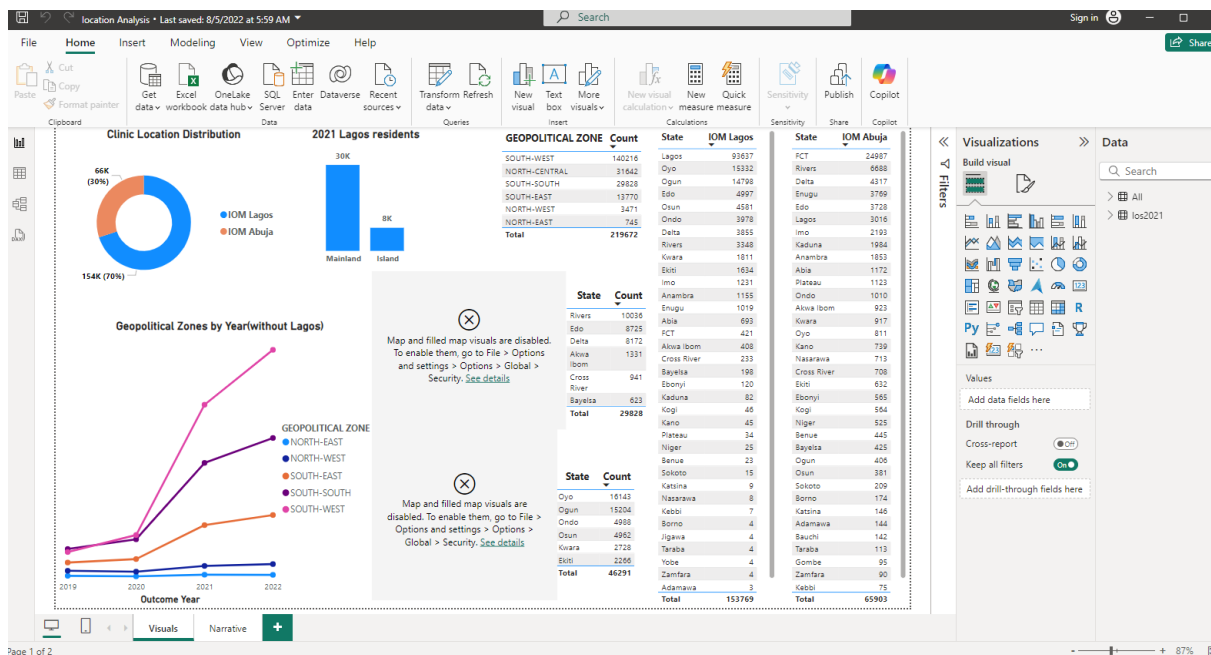 location Analysis • Last saved: 8/5/2022 at 5:59 AM
Search
Sign in
File Home Insert Modeling View Optimize Help
Share
Paste
Cut
Copy
Format painter
Clipboard
Get data
Excel workbook
OneLake data hub
SQL Server
Enter data
Dataverse
Recent sources
Data
Transform data
Refresh
Queries
New visual
Text box
More visuals
Insert
New visual calculation
New measure
Quick measure
Calculations
Sensitivity
Sensitivity
Publish
Share
Copilot
Copilot
Clinic Location Distribution
66K
(30%)
154K (70%)
IOM Lagos
IOM Abuja
2021 Lagos residents
30K
8K
Mainland Island
GEOPOLITICAL ZONE Count
SOUTH-WEST 140216
NORTH-CENTRAL 31642
SOUTH-SOUTH 29828
SOUTH-EAST 13770
NORTH-WEST 3471
NORTH-EAST 745
Total 219672
Geopolitical Zones by Year(without Lagos)
GEOPOLITICAL ZONE
NORTH-EAST
NORTH-WEST
SOUTH-EAST
SOUTH-SOUTH
SOUTH-WEST
2019 2020 2021 2022
Outcome Year
Map and filled map visuals are disabled.
To enable them, go to File > Options
and settings > Options > Global >
Security. See details
State Count
Rivers 10036
Edo 8725
Delta 8172
Akwa Ibom 1331
Cross River 941
Bayelsa 623
Total 29828
Map and filled map visuals are
disabled. To enable them, go to File >
Options and settings > Options >
Global > Security. See details
State Count
Oyo 16143
Ogun 15204
Ondo 4988
Osun 4962
Kwara 2728
Ekiti 2266
Total 46291
State IOM Lagos
Lagos 93637
Oyo 15332
Ogun 14798
Edo 4997
Osun 4581
Ondo 3978
Delta 3855
Rivers 3348
Kwara 1811
Ekiti 1634
Imo 1231
Anambra 1155
Enugu 1019
Abia 693
FCT 421
Akwa Ibom 408
Cross River 233
Bayelsa 198
Ebonyi 120
Kaduna 82
Kogi 46
Kano 45
Plateau 34
Niger 25
Benue 23
Sokoto 15
Katsina 9
Nasarawa 8
Kebbi 7
Borno 4
Jigawa 4
Taraba 4
Yobe 4
Zamfara 4
Adamawa 3
Total 153769
State IOM Abuja
FCT 24987
Rivers 6688
Delta 4317
Enugu 3769
Edo 3728
Lagos 3016
Imo 2193
Kaduna 1984
Anambra 1853
Abia 1172
Plateau 1123
Ondo 1010
Akwa Ibom 923
Kwara 917
Oyo 811
Kano 739
Nasarawa 713
Cross River 708
Ekiti 632
Ebonyi 565
Kogi 564
Niger 525
Benue 445
Bayelsa 425
Ogun 406
Osun 381
Sokoto 209
Borno 174
Katsina 146
Adamawa 144
Bauchi 142
Taraba 113
Gombe 95
Zamfara 90
Kebbi 75
Total 65903
Filters
Visualizations
Build visual
123
R
Py
Values
Add data fields here
Drill through
Cross-report Off
Keep all filters On
Add drill-through fields here
Data
Search
All
los2021
Visuals Narrative
Page 1 of 2
87%